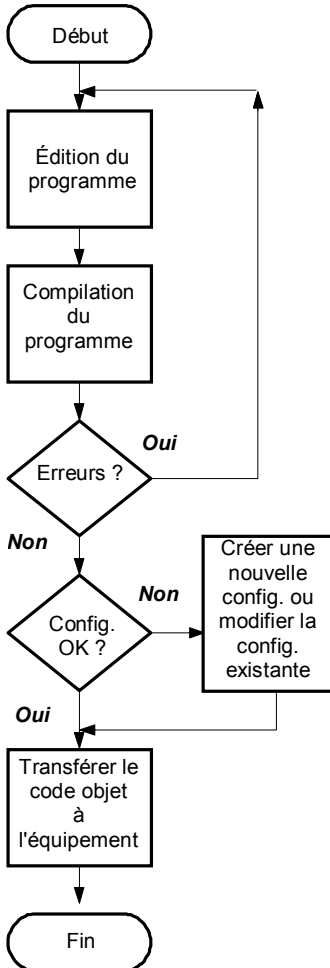 Début
Édition du
programme
Compilation
du
programme
Oui
Erreurs ?
Non
Config.
OK ?
Non
Créer une
nouvelle
config. ou
modifier la
config.
existante
Oui
Transférer le
code objet
à
l'équipement
Fin